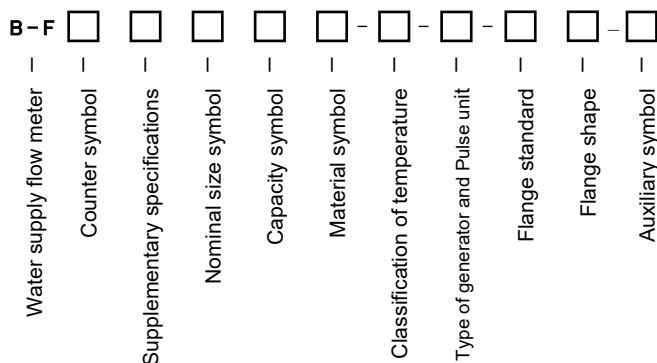 B-F□□□□□-□-□-□□-□
Water supply flow meter
Counter symbol
Supplementary specifications
Nominal size symbol
Capacity symbol
Material symbol
Classification of temperature
Type of generator and Pulse unit
Flange standard
Flange shape
Auxiliary symbol